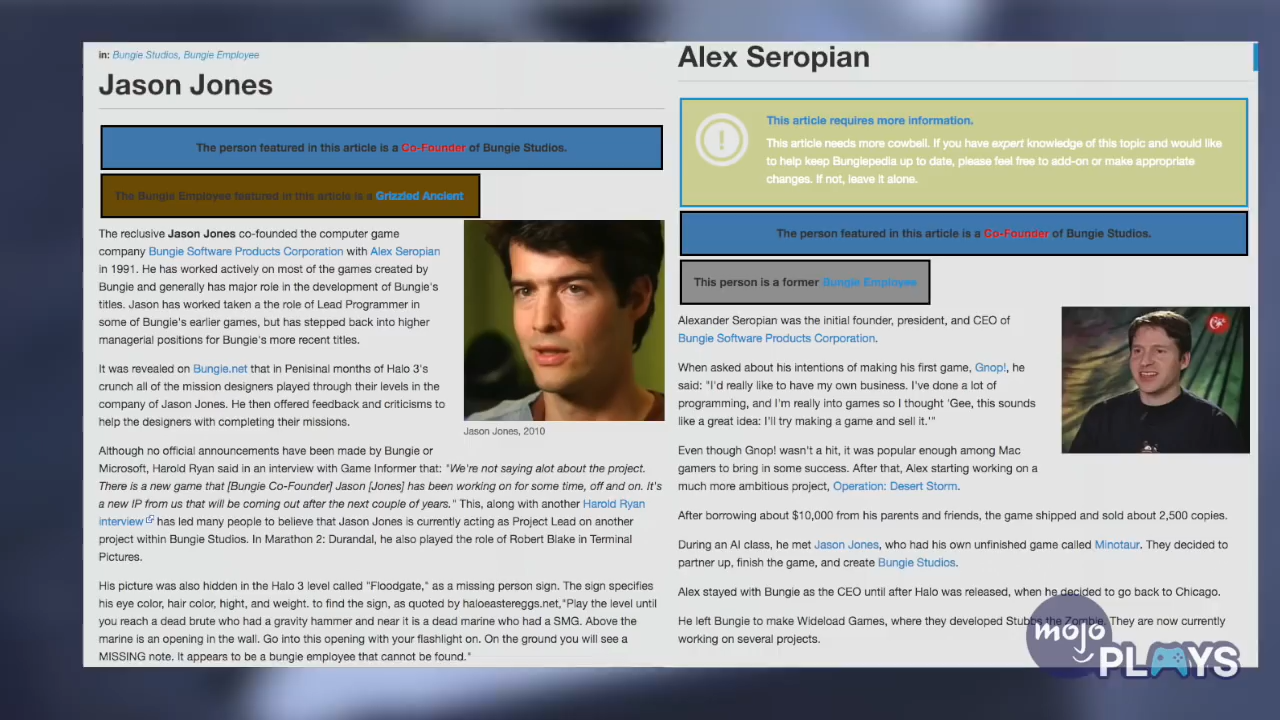 in: Bungie Studios, Bungie Employee
Jason Jones
The person featured in this article is a Co-Founder of Bungie Studios.
The Bungie Employee featured in this article is a Grizzled Ancient
The reclusive Jason Jones co-founded the computer game
company Bungie Software Products Corporation with Alex Seropian
in 1991. He has worked actively on most of the games created by
Bungie and generally has major role in the development of Bungie's
titles. Jason has worked taken a the role of Lead Programmer in
some of Bungie's earlier games, but has stepped back into higher
managerial positions for Bungie's more recent titles.
It was revealed on Bungie.net that in Penisinal months of Halo 3's
crunch all of the mission designers played through their levels in the
company of Jason Jones. He then offered feedback and criticisms to
help the designers with completing their missions.
Jason Jones, 2010
Although no official announcements have been made by Bungie or
Microsoft, Harold Ryan said in an interview with Game Informer that: "We're not saying alot about the project.
There is a new game that [Bungie Co-Founder] Jason [Jones] has been working on for some time, off and on. It's
a new IP from us that will be coming out after the next couple of years." This, along with another Harold Ryan
interview has led many people to believe that Jason Jones is currently acting as Project Lead on another
project within Bungie Studios. In Marathon 2: Durandal, he also played the role of Robert Blake in Terminal
Pictures.
His picture was also hidden in the Halo 3 level called "Floodgate," as a missing person sign. The sign specifies
his eye color, hair color, hight, and weight. to find the sign, as quoted by haloeastereggs.net,"Play the level until
you reach a dead brute who had a gravity hammer and near it is a dead marine who had a SMG. Above the
marine is an opening in the wall. Go into this opening with your flashlight on. On the ground you will see a
MISSING note. It appears to be a bungie employee that cannot be found."
Alex Seropian
This article requires more information.
This article needs more cowbell. If you have expert knowledge of this topic and would like
to help keep Bunglepedia up to date, please feel free to add-on or make appropriate
changes. If not, leave it alone.
The person featured in this article is a Co-Founder of Bungie Studios.
This person is a former Bungie Employee
Alexander Seropian was the initial founder, president, and CEO of
Bungie Software Products Corporation.
When asked about his intentions of making his first game, Gnop!, he
said: "I'd really like to have my own business. I've done a lot of
programming, and I'm really into games so I thought 'Gee, this sounds
like a great idea: I'll try making a game and sell it.'"
Even though Gnop! wasn't a hit, it was popular enough among Mac
gamers to bring in some success. After that, Alex starting working on a
much more ambitious project, Operation: Desert Storm.
After borrowing about $10,000 from his parents and friends, the game shipped and sold about 2,500 copies.
During an AI class, he met Jason Jones, who had his own unfinished game called Minotaur. They decided to
partner up, finish the game, and create Bungie Studios.
Alex stayed with Bungie as the CEO until after Halo was released, when he decided to go back to Chicago.
He left Bungie to make Wideload Games, where they developed Stubbs the Zombie. They are now currently
working on several projects.
mojo
PLAYS